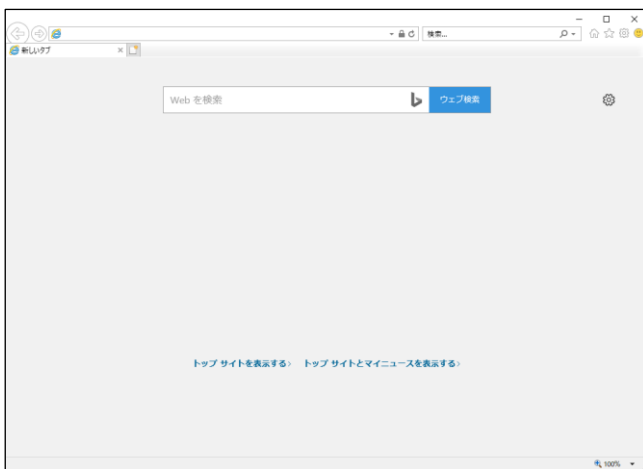 検索...
新しいタブ
Web を検索
ウェブ検索
トップ サイトを表示する
トップ サイトとマイニュースを表示する
100%